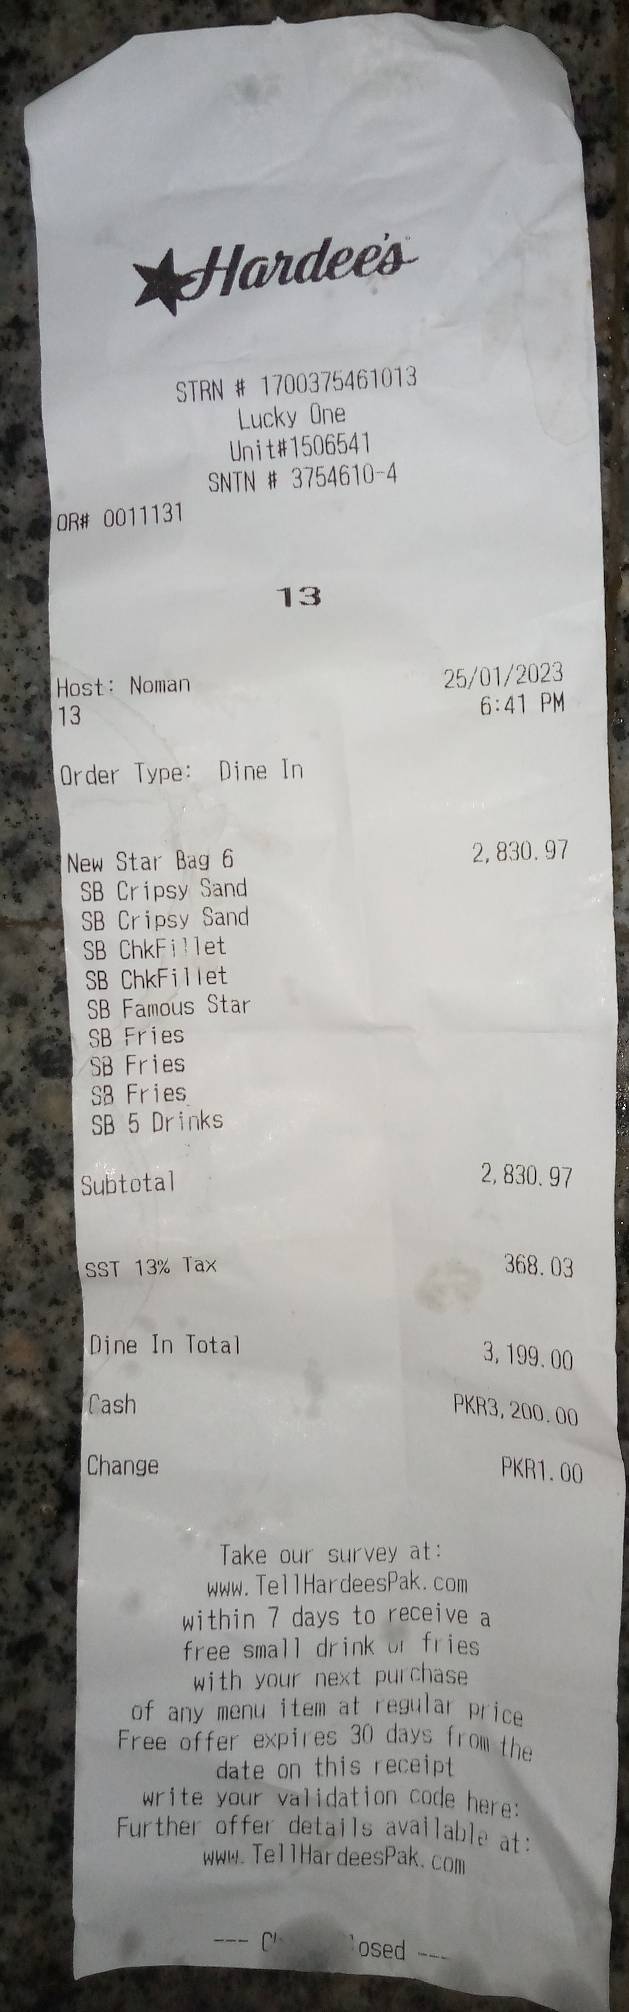 Hardee's
STRN # 1700375461013
Lucky One
Unit#1506541
SNTN # 3754610-4
OR# 0011131
13
Host: Noman 25/01/2023
13 6:41 PM
Order Type: Dine In
New Star Bag 6 2,830.97
SB Cripsy Sand
SB Cripsy Sand
SB ChkFillet
SB ChkFillet
SB Famous Star
SB Fries
SB Fries
SB Fries
SB 5 Drinks
Subtotal 2,830.97
SST 13% Tax 368.03
Dine In Total 3,199.00
Cash PKR3,200.00
Change PKR1.00
Take our survey at:
www.TellHardeesPak.com
within 7 days to receive a
free small drink or fries
with your next purchase
of any menu item at regular price
Free offer expires 30 days from the
date on this receipt
write your validation code here:
Further offer details available at:
www.TellHardeesPak.com
--- ---